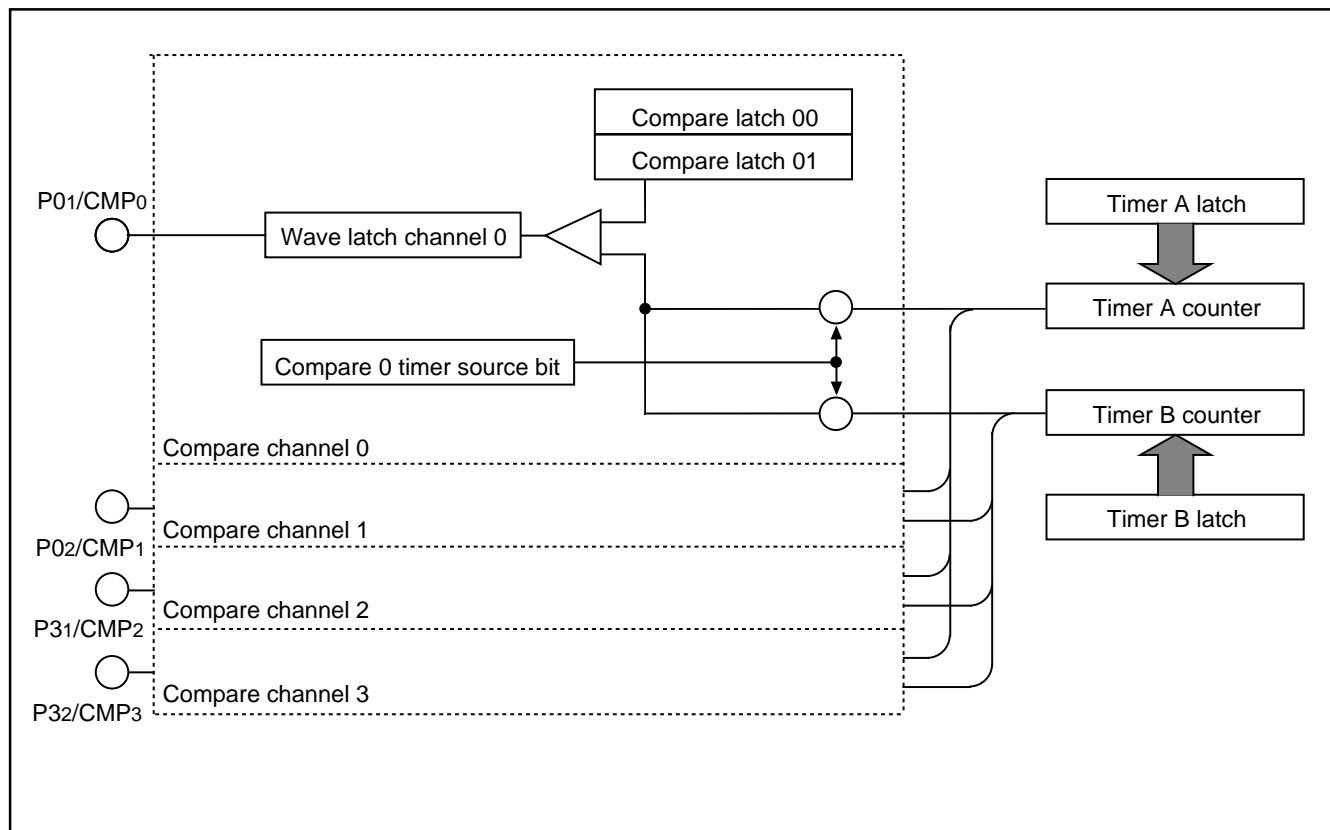 Compare latch 00
Compare latch 01
P01/CMP0
Wave latch channel 0
Timer A latch
Timer A counter
Compare 0 timer source bit
Timer B counter
Compare channel 0
Timer B latch
Compare channel 1
P02/CMP1
Compare channel 2
P31/CMP2
Compare channel 3
P32/CMP3